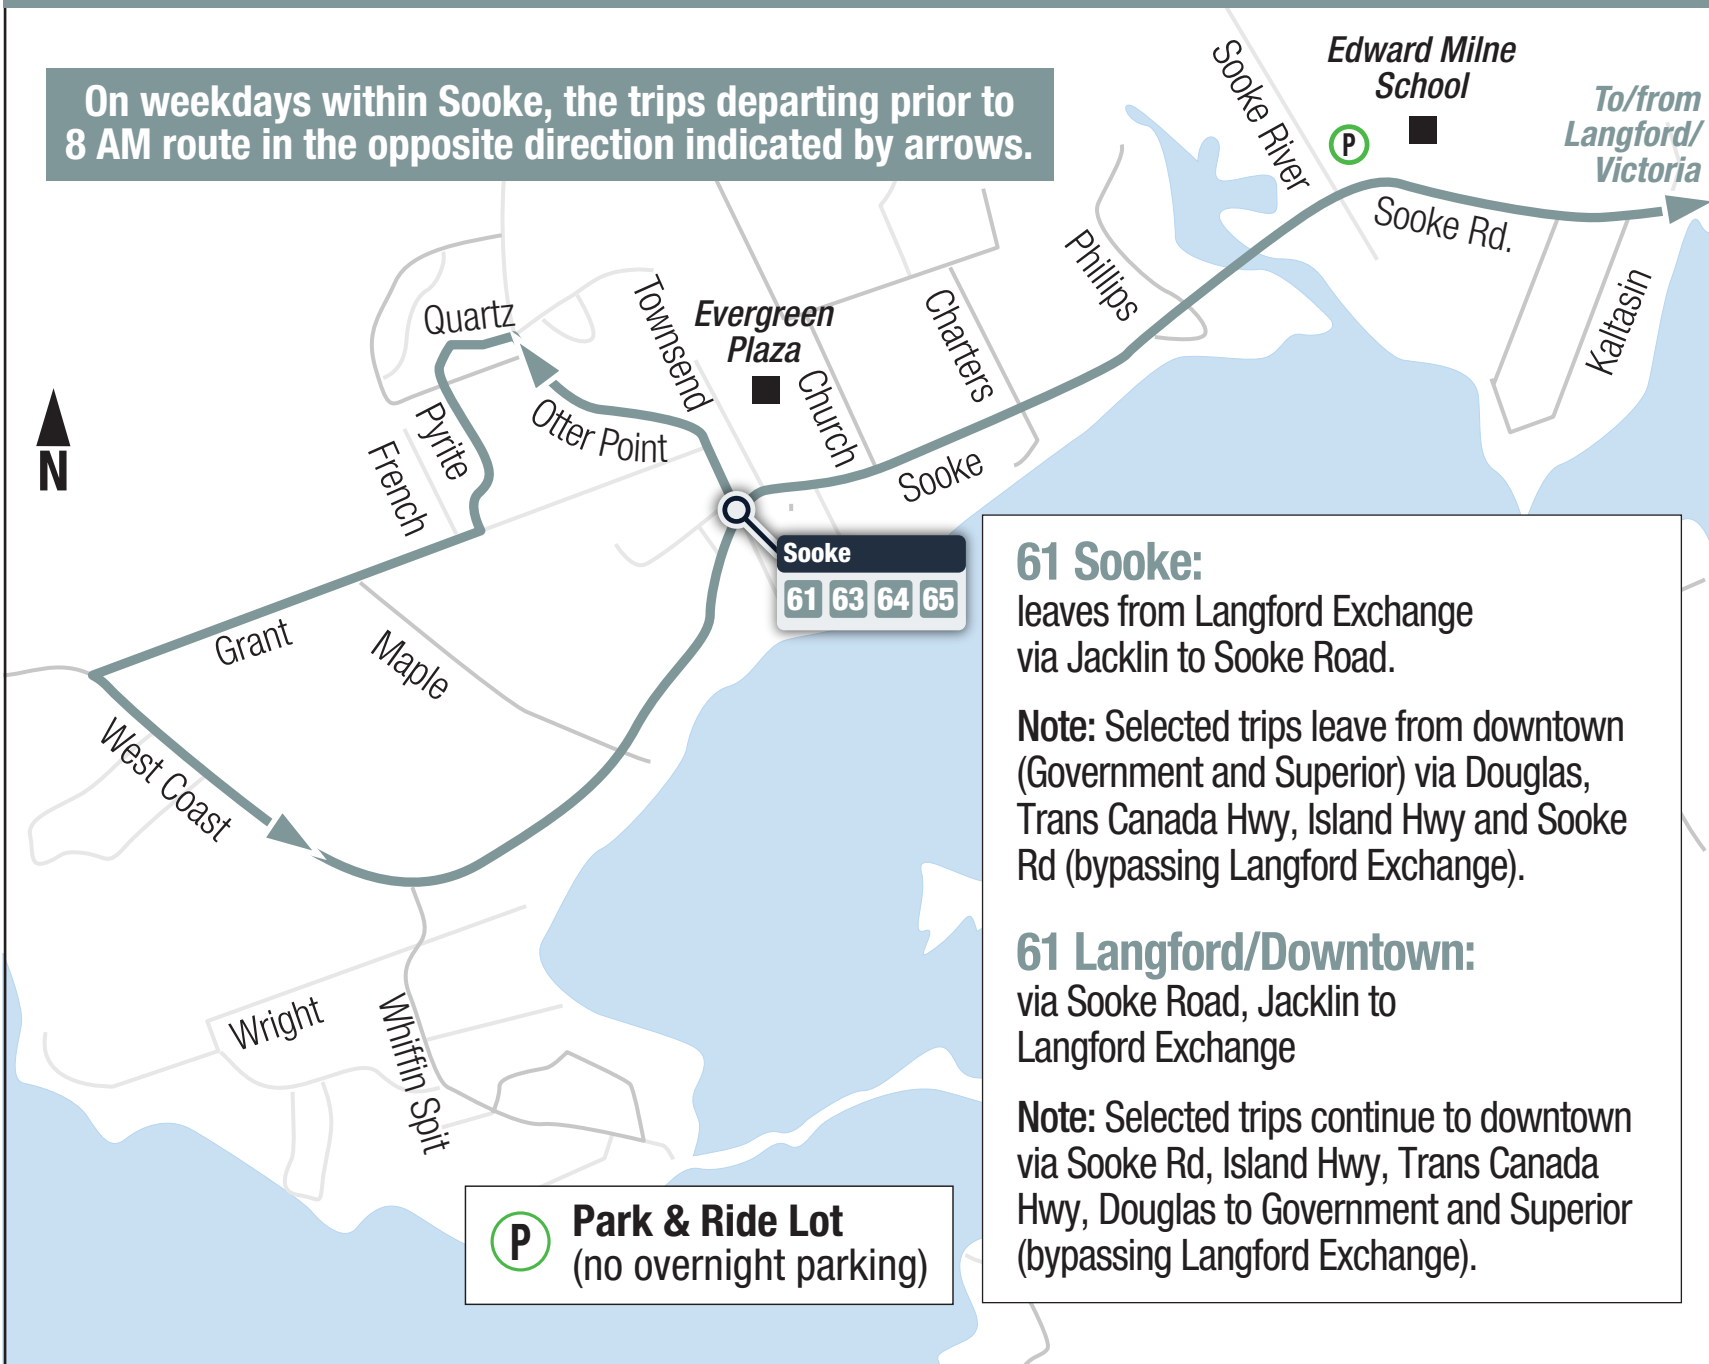 On weekdays within Sooke, the trips departing prior to
8 AM route in the opposite direction indicated by arrows.
Edward Milne
School
To/from
Langford/
Victoria
P
Sooke River
Sooke Rd.
Kaltasin
Phillips
Charters
Church
Evergreen
Plaza
Townsend
Quartz
Otter Point
Pyrite
French
N
Sooke
Sooke
61 63 64 65
Grant
Maple
West Coast
Wright
Whiffin Spit
P
Park & Ride Lot
(no overnight parking)
61 Sooke:
leaves from Langford Exchange
via Jacklin to Sooke Road.
Note: Selected trips leave from downtown
(Government and Superior) via Douglas,
Trans Canada Hwy, Island Hwy and Sooke
Rd (bypassing Langford Exchange).
61 Langford/Downtown:
via Sooke Road, Jacklin to
Langford Exchange
Note: Selected trips continue to downtown
via Sooke Rd, Island Hwy, Trans Canada
Hwy, Douglas to Government and Superior
(bypassing Langford Exchange).